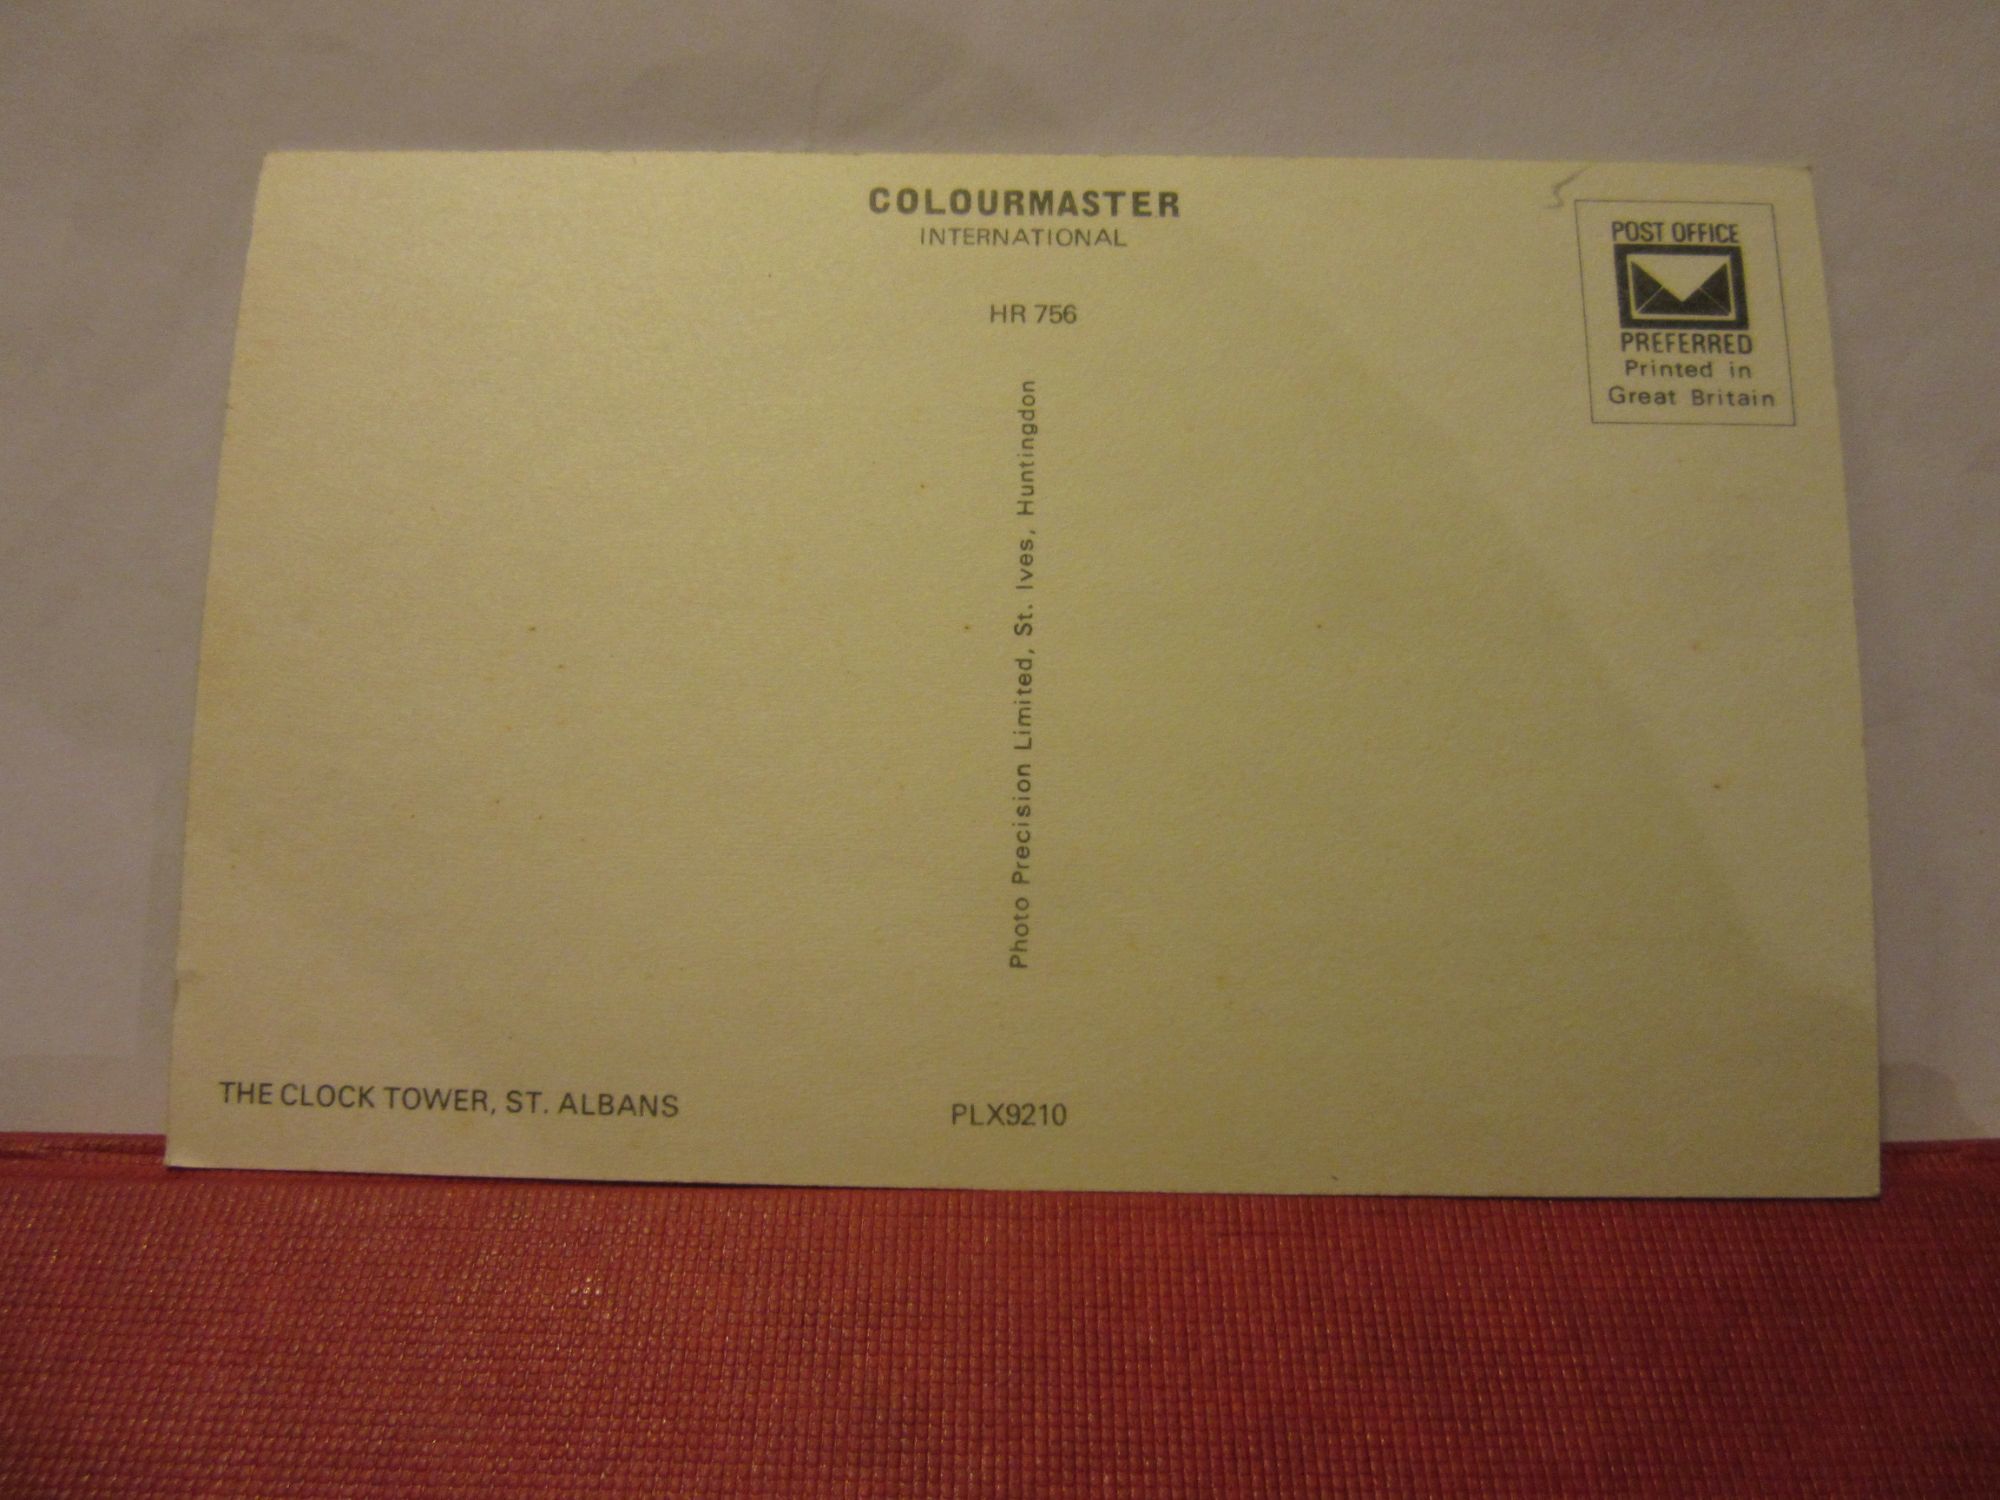 COLOURMASTER
INTERNATIONAL
HR 756
POST OFFICE
PREFERRED
Printed in
Great Britain
Photo Precision Limited, St. Ives, Huntingdon
THE CLOCK TOWER, ST. ALBANS
PLX9210